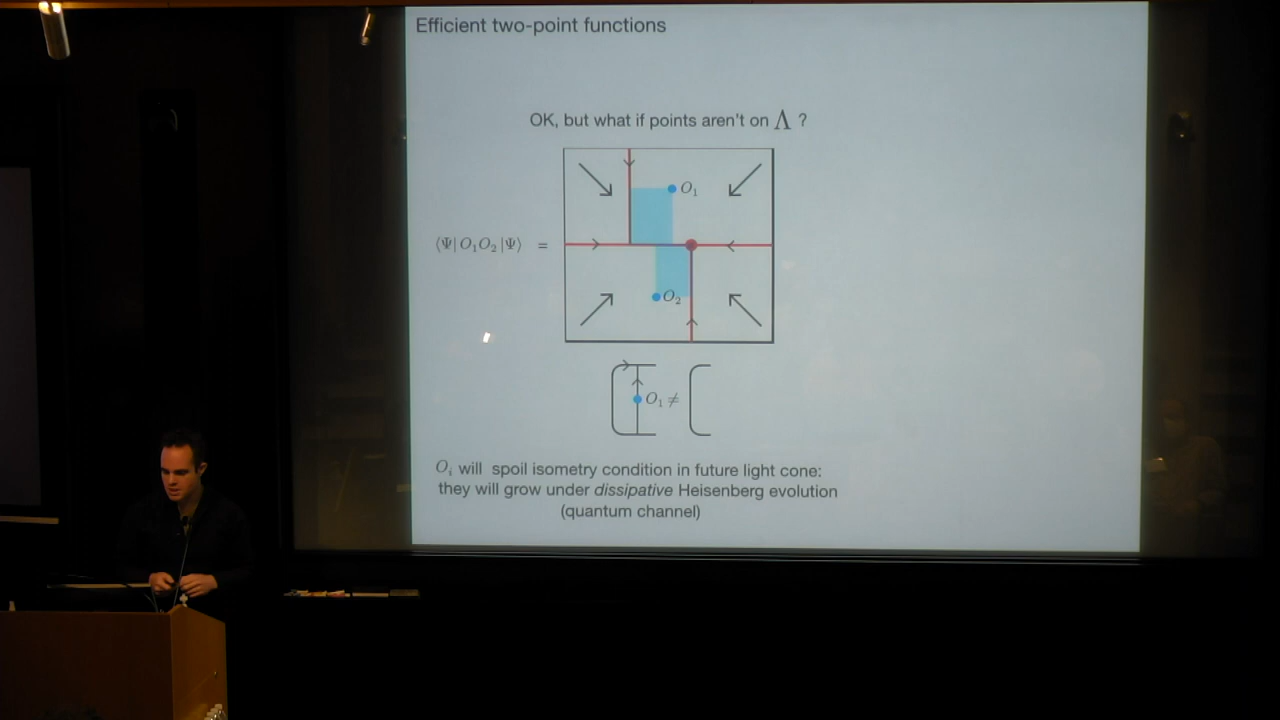 Efficient two-point functions
OK, but what if points aren't on Λ ?
O₁
⟨Ψ| O₁O₂ |Ψ⟩ =
O₂
O₁ ≠
Oᵢ will spoil isometry condition in future light cone:
they will grow under dissipative Heisenberg evolution
(quantum channel)